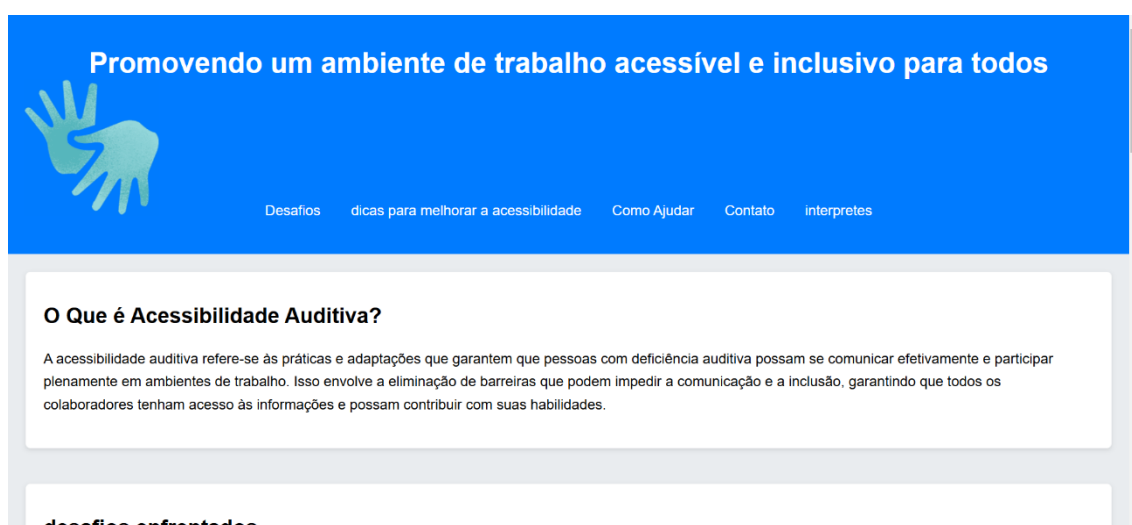 Promovendo um ambiente de trabalho acessível e inclusivo para todos
Desafios dicas para melhorar a acessibilidade Como Ajudar Contato interpretes
O Que é Acessibilidade Auditiva?
A acessibilidade auditiva refere-se às práticas e adaptações que garantem que pessoas com deficiência auditiva possam se comunicar efetivamente e participar
plenamente em ambientes de trabalho. Isso envolve a eliminação de barreiras que podem impedir a comunicação e a inclusão, garantindo que todos os
colaboradores tenham acesso às informações e possam contribuir com suas habilidades.
desafios enfrentados